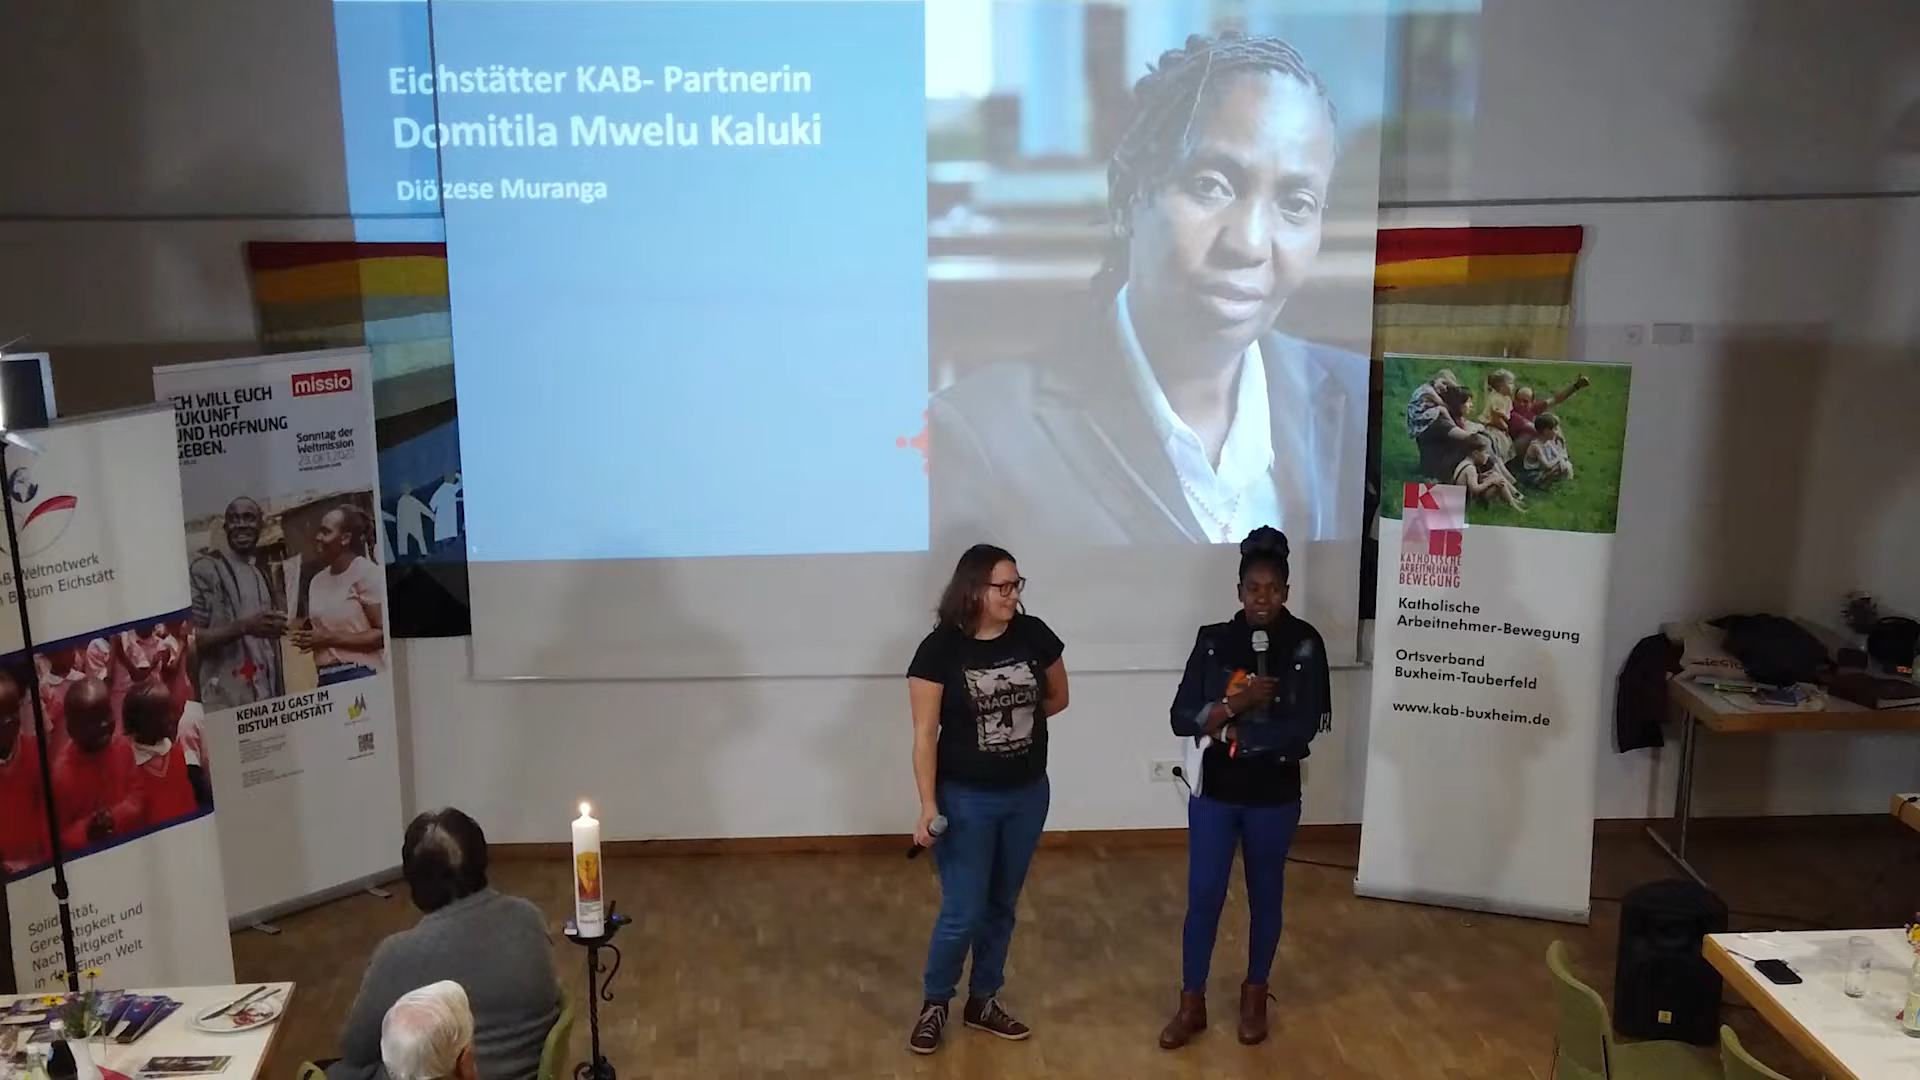 Eichstätter KAB- Partnerin
Domitila Mwelu Kaluki
Diözese Muranga
ICH WILL EUCH
ZUKUNFT
UND HOFFNUNG
GEBEN.
missio
Sonntag der
Weltmission
KENIA ZU GAST IM
BISTUM EICHSTÄTT
Weltnotwerk
Bistum Eichstätt
Solidarität,
Gerechtigkeit und
Nachhaltigkeit
in der Einen Welt
MAGICAL
KAB
KATHOLISCHE
ARBEITNEHMER-
BEWEGUNG
Katholische
Arbeitnehmer-Bewegung
Ortsverband
Buxheim-Tauberfeld
www.kab-buxheim.de